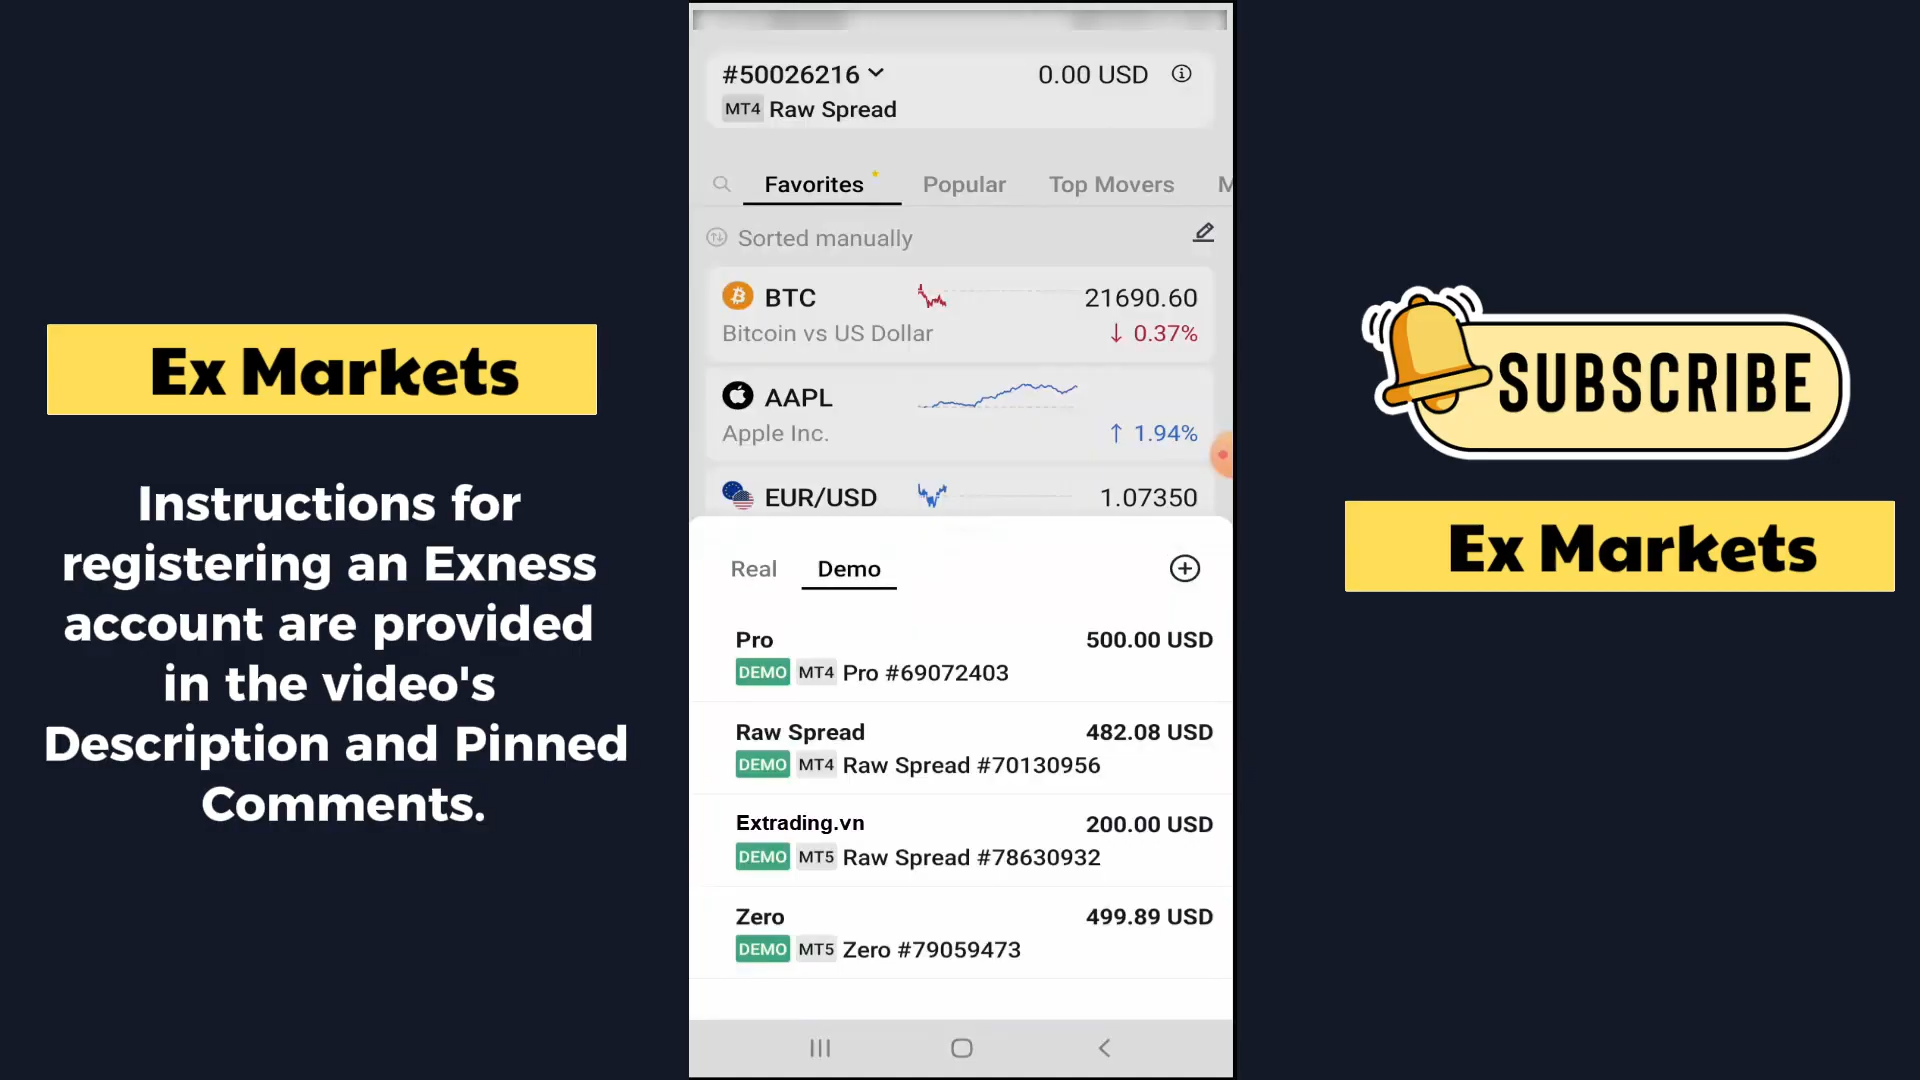 Ex Markets
Instructions for
registering an Exness
account are provided
in the video's
Description and Pinned
Comments.
#50026216 0.00 USD
MT4 Raw Spread
Favorites Popular Top Movers M
Sorted manually
BTC 21690.60
Bitcoin vs US Dollar ↓ 0.37%
AAPL
Apple Inc. ↑ 1.94%
EUR/USD 1.07350
Real Demo
Pro 500.00 USD
DEMO MT4 Pro #69072403
Raw Spread 482.08 USD
DEMO MT4 Raw Spread #70130956
Extrading.vn 200.00 USD
DEMO MT5 Raw Spread #78630932
Zero 499.89 USD
DEMO MT5 Zero #79059473
SUBSCRIBE
Ex Markets